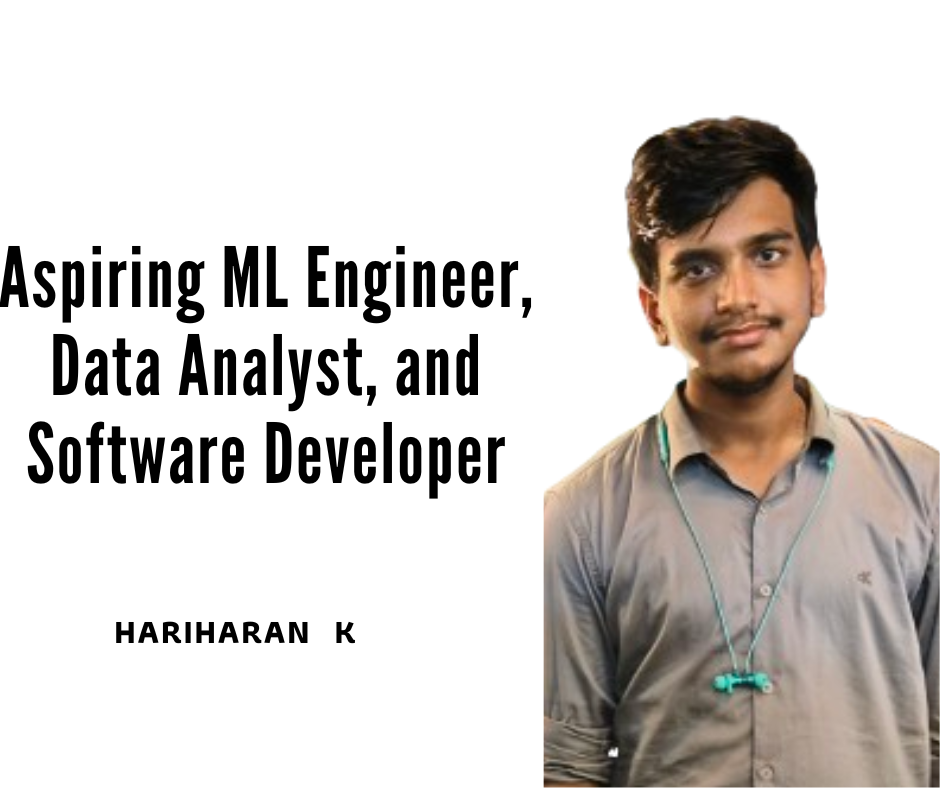 Aspiring ML Engineer,
Data Analyst, and
Software Developer
HARIHARAN K